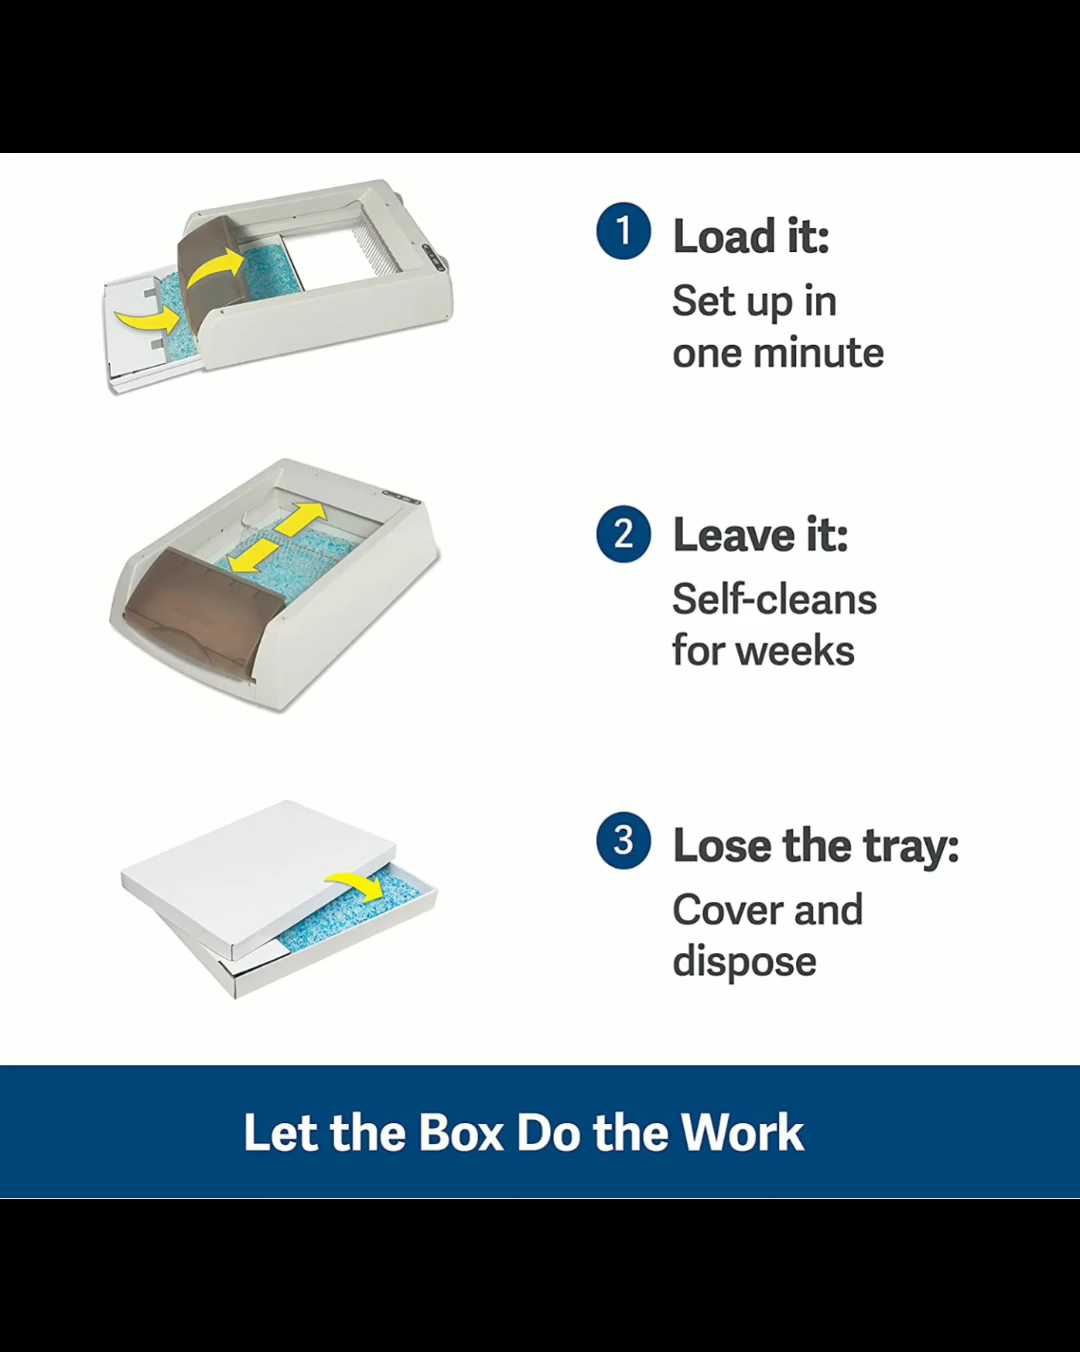 1
Load it:
Set up in
one minute
2
Leave it:
Self-cleans
for weeks
3
Lose the tray:
Cover and
dispose
Let the Box Do the Work